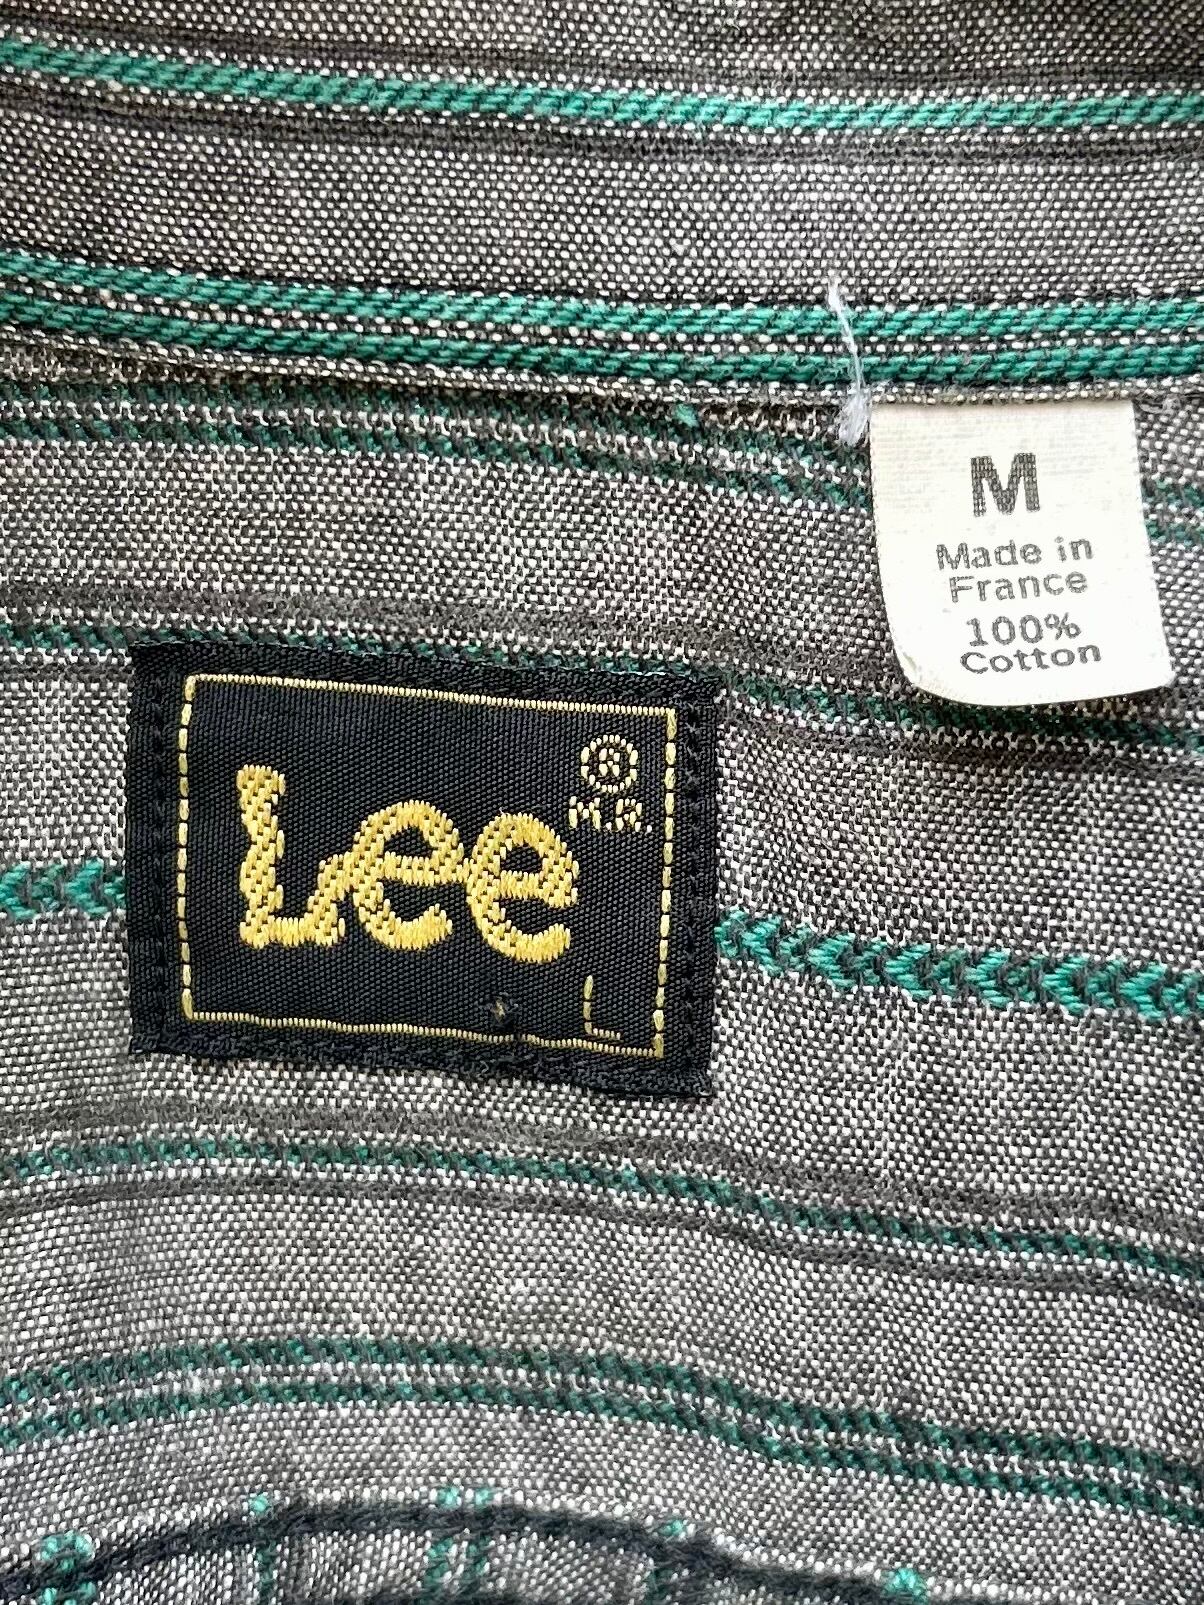 M
Made in
France
100%
Cotton
Lee
®
M.R.
L